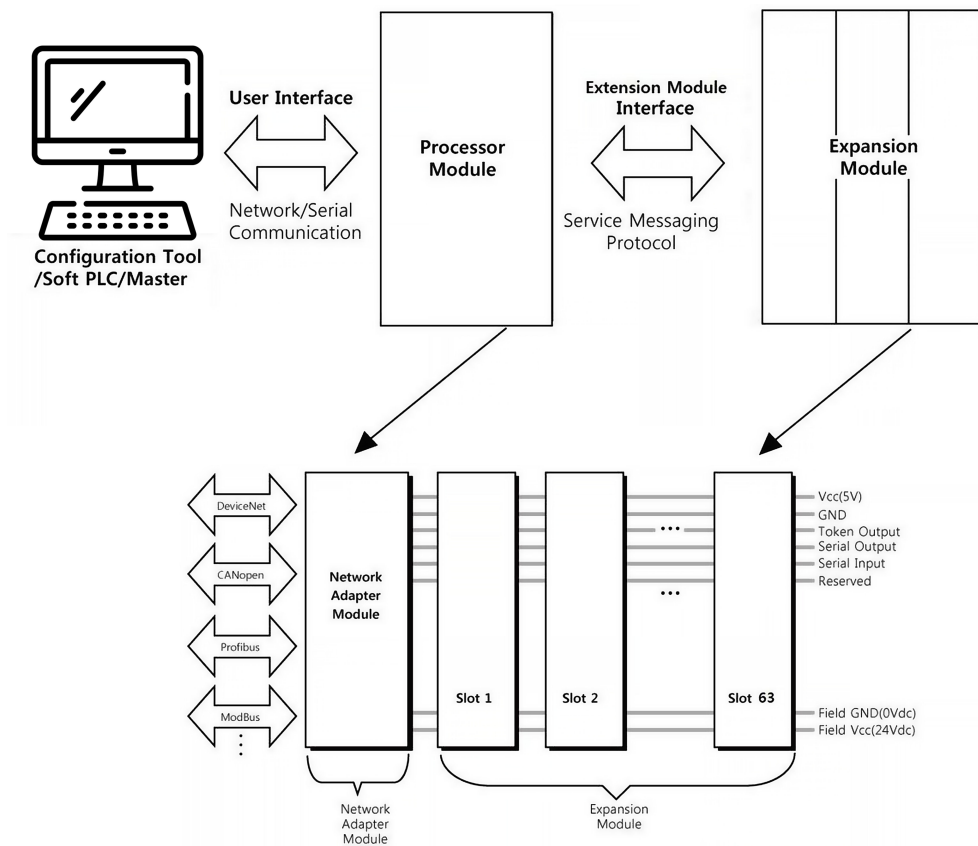 User Interface
Network/Serial
Communication
Configuration Tool
/Soft PLC/Master
Processor
Module
Extension Module
Interface
Service Messaging
Protocol
Expansion
Module
DeviceNet
CANopen
Profibus
ModBus
Network
Adapter
Module
Slot 1
Slot 2
Slot 63
Vcc(5V)
GND
Token Output
Serial Output
Serial Input
Reserved
Field GND(0Vdc)
Field Vcc(24Vdc)
Network
Adapter
Module
Expansion
Module